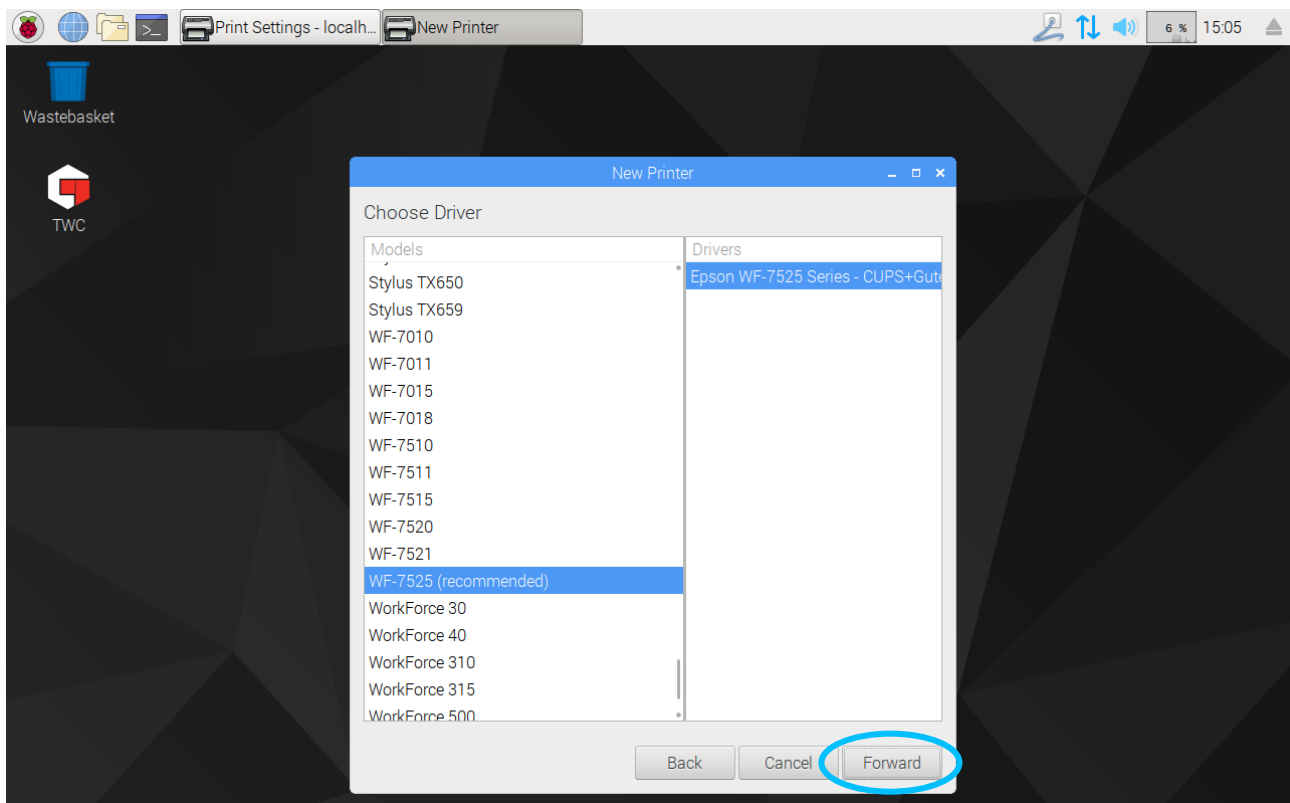 Print Settings - localh...
New Printer
6 %
15:05
Wastebasket
TWC
New Printer
Choose Driver
Models
Drivers
Stylus TX650
Epson WF-7525 Series - CUPS+Gute
Stylus TX659
WF-7010
WF-7011
WF-7015
WF-7018
WF-7510
WF-7511
WF-7515
WF-7520
WF-7521
WF-7525 (recommended)
WorkForce 30
WorkForce 40
WorkForce 310
WorkForce 315
WorkForce 500
Back
Cancel
Forward